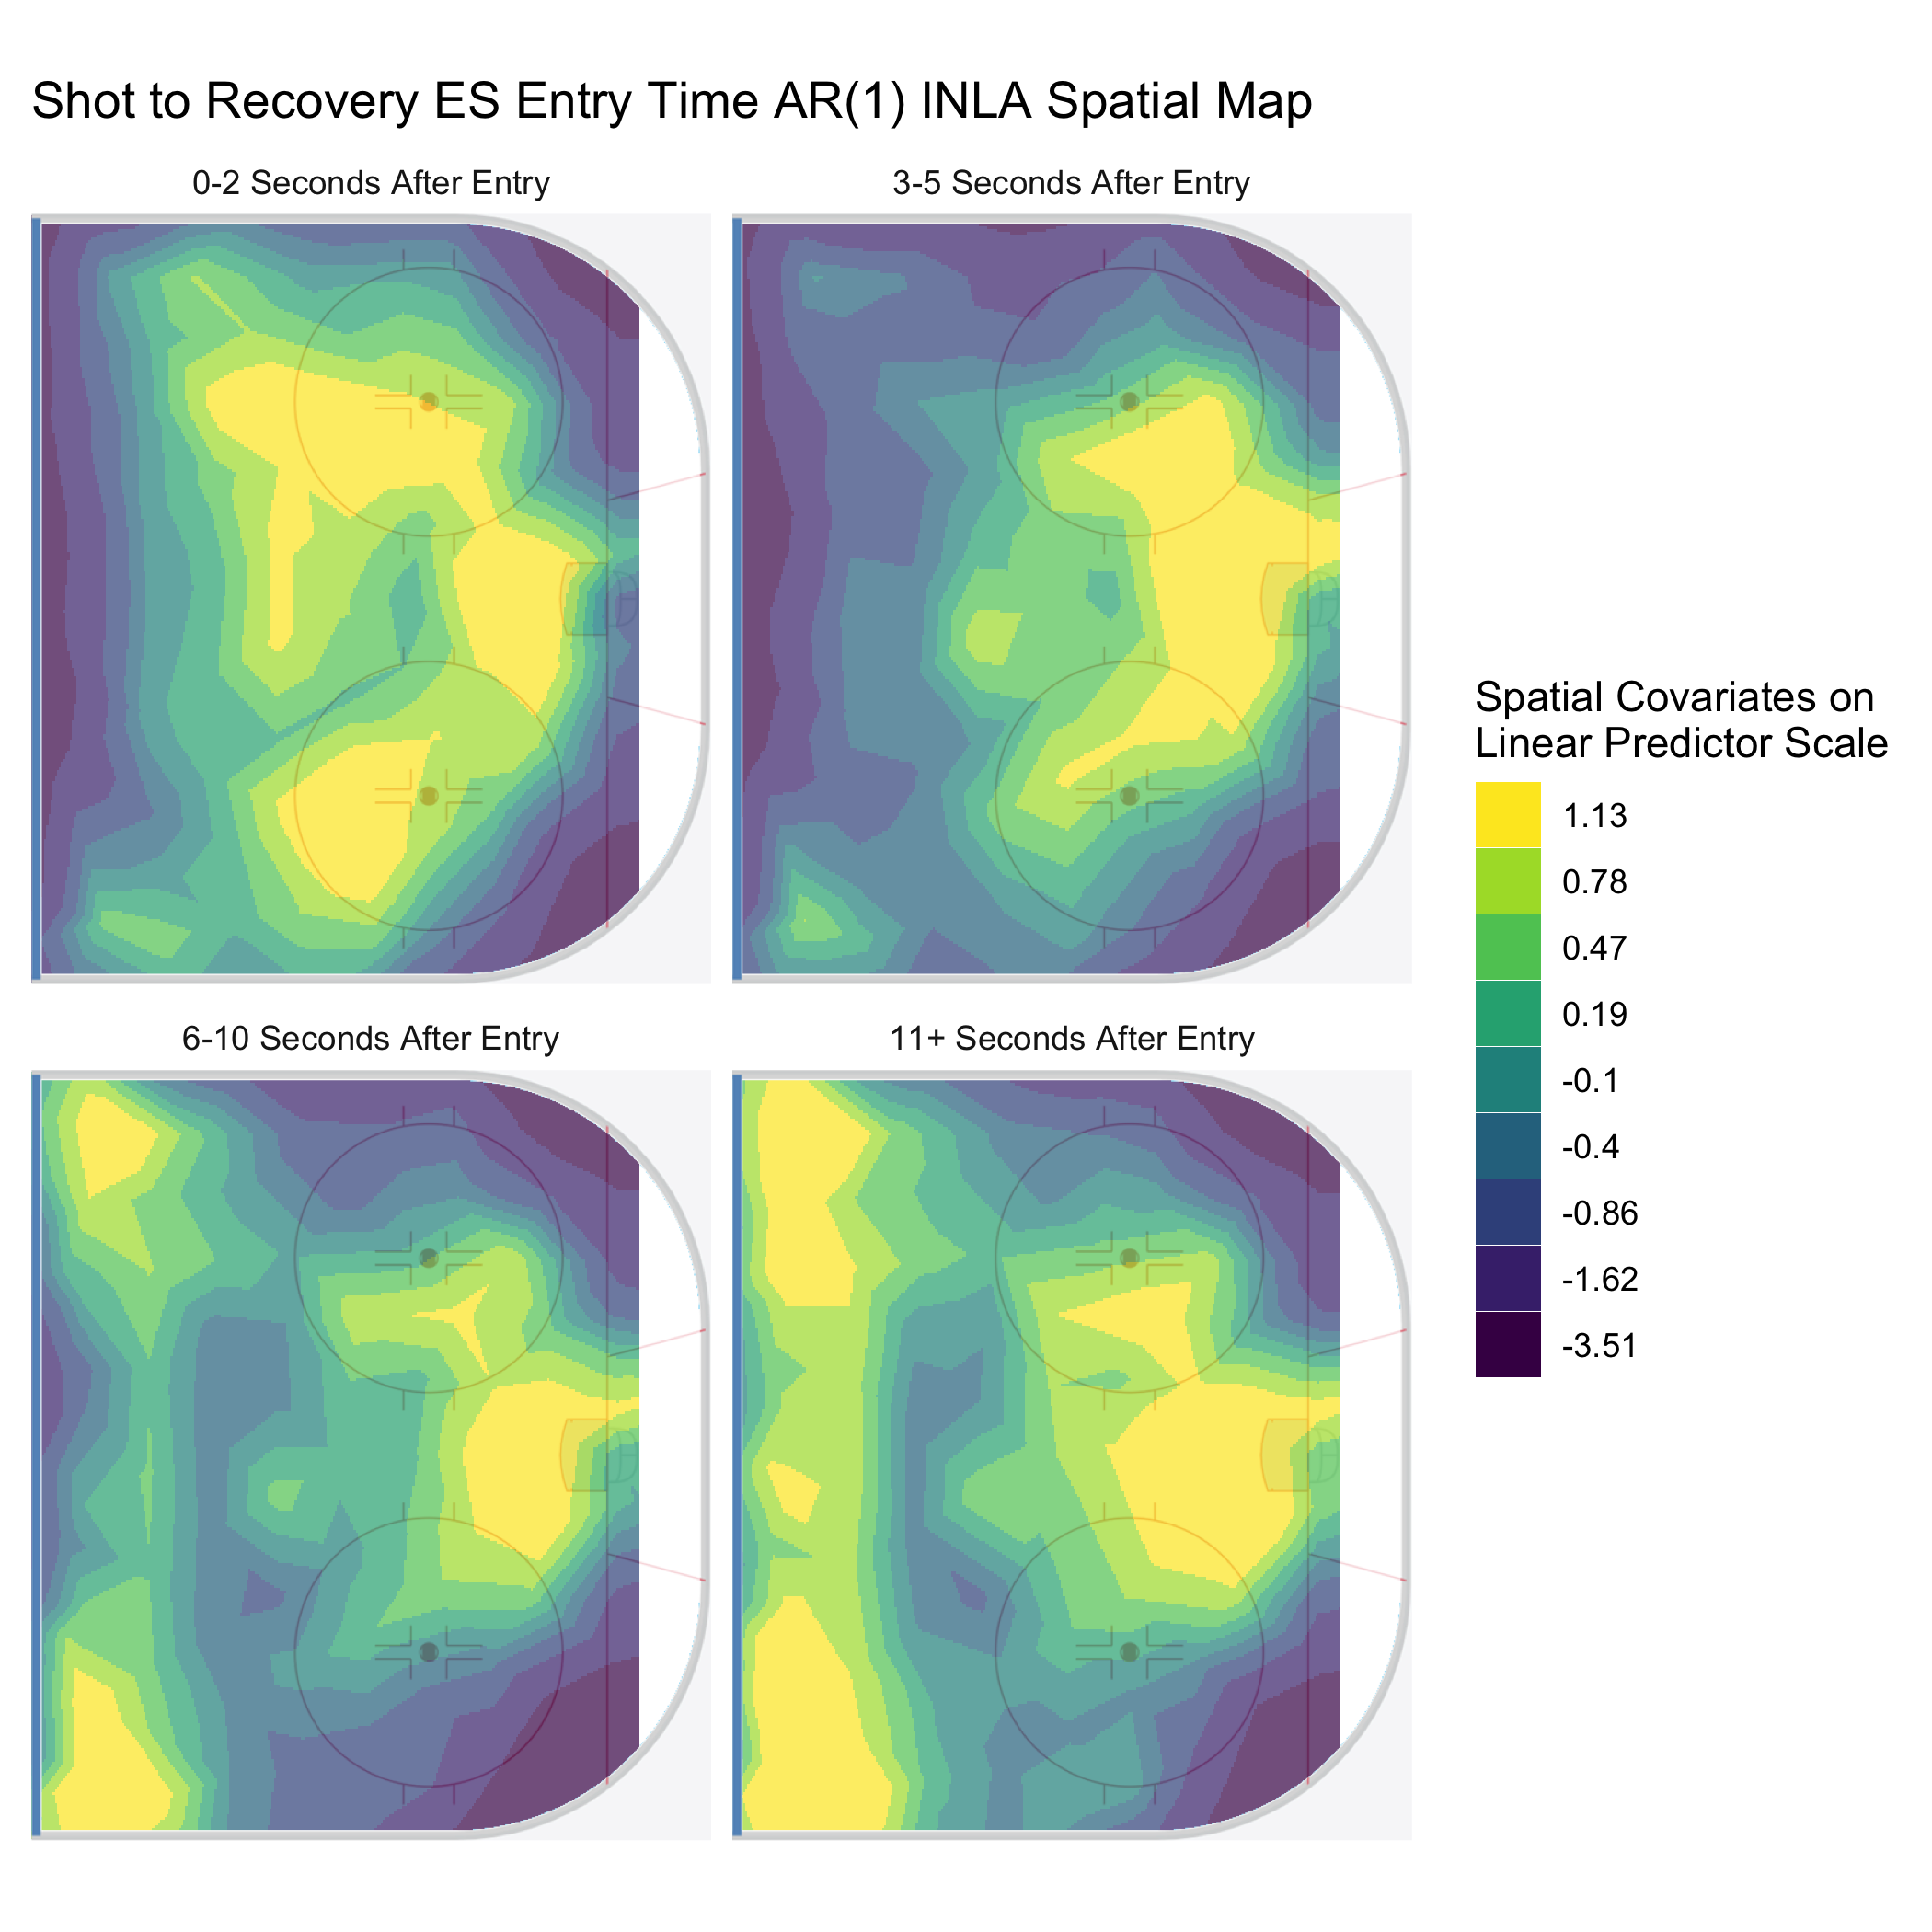 Shot to Recovery ES Entry Time AR(1) INLA Spatial Map
0-2 Seconds After Entry
3-5 Seconds After Entry
6-10 Seconds After Entry
11+ Seconds After Entry
Spatial Covariates on
Linear Predictor Scale
1.13
0.78
0.47
0.19
-0.1
-0.4
-0.86
-1.62
-3.51